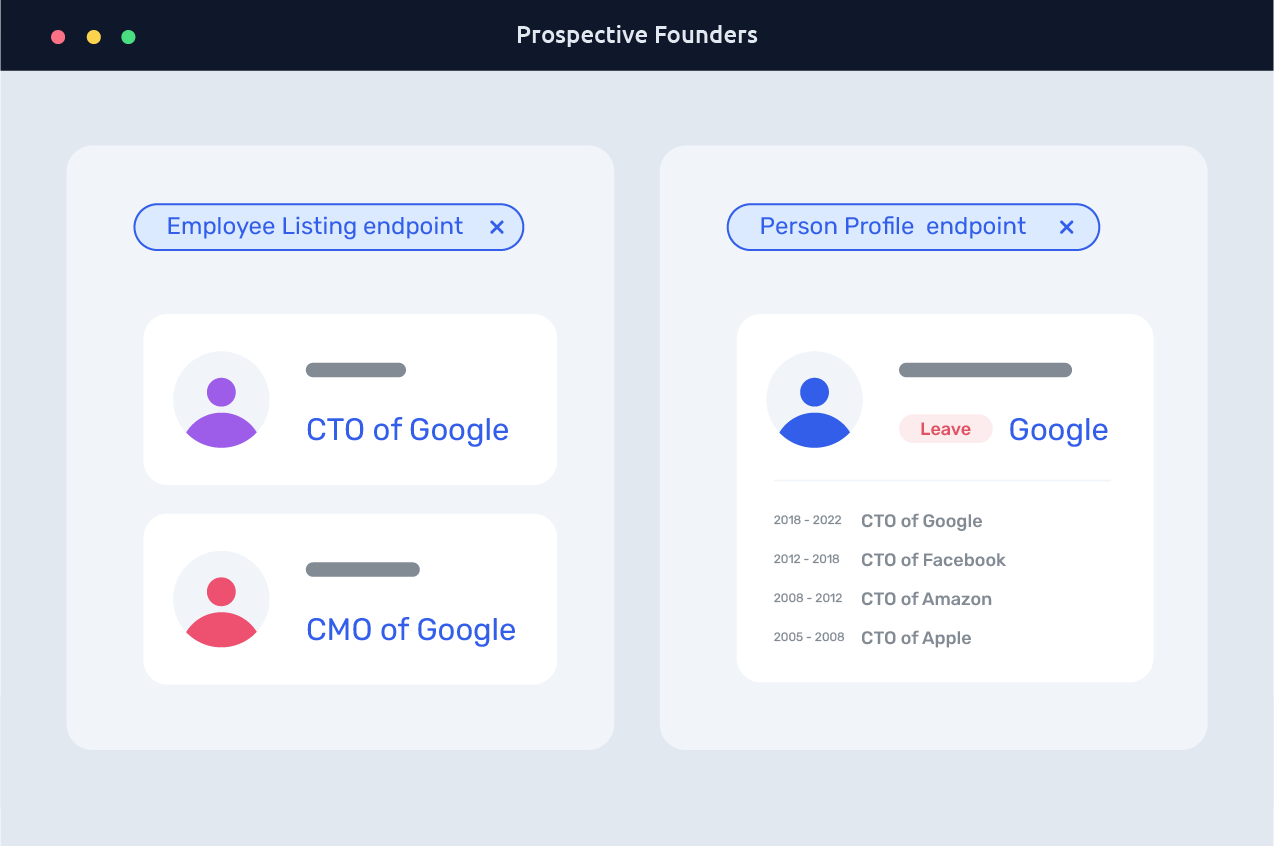 Prospective Founders
Employee Listing endpoint ×
CTO of Google
CMO of Google
Person Profile endpoint ×
Leave Google
2018 - 2022 CTO of Google
2012 - 2018 CTO of Facebook
2008 - 2012 CTO of Amazon
2005 - 2008 CTO of Apple